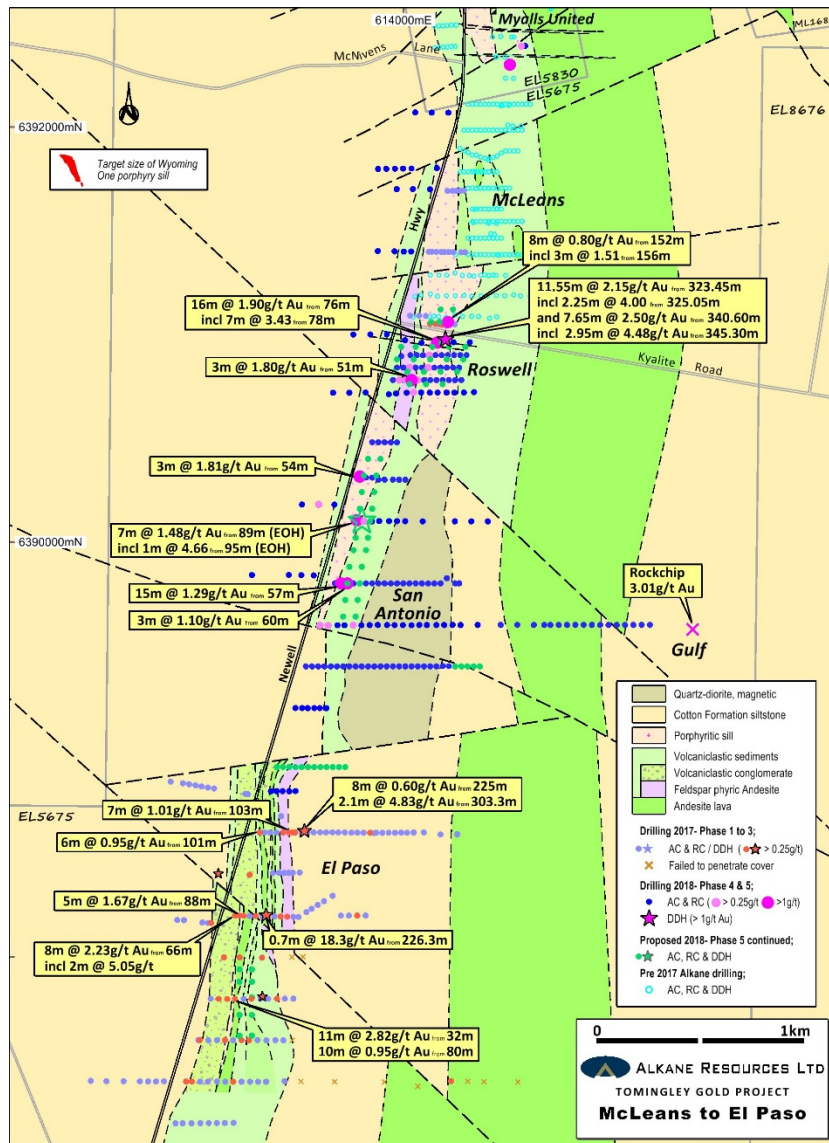 614000mE
Myalls United
McNivens Lane
ML168
EL5830
EL5675
EL8676
6392000mN
Target size of Wyoming
One porphyry sill
Hwy
McLeans
8m @ 0.80g/t Au from 152m
incl 3m @ 1.51 from 156m
11.55m @ 2.15g/t Au from 323.45m
incl 2.25m @ 4.00 from 325.05m
and 7.65m @ 2.50g/t Au from 340.60m
incl 2.95m @ 4.48g/t Au from 345.30m
16m @ 1.90g/t Au from 76m
incl 7m @ 3.43 from 78m
Kyalite Road
3m @ 1.80g/t Au from 51m
Roswell
3m @ 1.81g/t Au from 54m
7m @ 1.48g/t Au from 89m (EOH)
incl 1m @ 4.66 from 95m (EOH)
6390000mN
15m @ 1.29g/t Au from 57m
3m @ 1.10g/t Au from 60m
San
Antonio
Rockchip
3.01g/t Au
Gulf
Newell
Quartz-diorite, magnetic
Cotton Formation siltstone
Porphyritic sill
Volcaniclastic sediments
Volcaniclastic conglomerate
Feldspar phyric Andesite
Andesite lava
Drilling 2017- Phase 1 to 3;
AC & RC / DDH ( > 0.25g/t)
Failed to penetrate cover
Drilling 2018- Phase 4 & 5;
AC & RC ( > 0.25g/t >1g/t)
DDH (> 1g/t Au)
Proposed 2018- Phase 5 continued;
AC, RC & DDH
Pre 2017 Alkane drilling;
AC, RC & DDH
EL5675
7m @ 1.01g/t Au from 103m
8m @ 0.60g/t Au from 225m
2.1m @ 4.83g/t Au from 303.3m
6m @ 0.95g/t Au from 101m
El Paso
5m @ 1.67g/t Au from 88m
0.7m @ 18.3g/t Au from 226.3m
8m @ 2.23g/t Au from 66m
incl 2m @ 5.05g/t
11m @ 2.82g/t Au from 32m
10m @ 0.95g/t Au from 80m
0 1km
ALKANE RESOURCES LTD
TOMINGLEY GOLD PROJECT
McLeans to El Paso